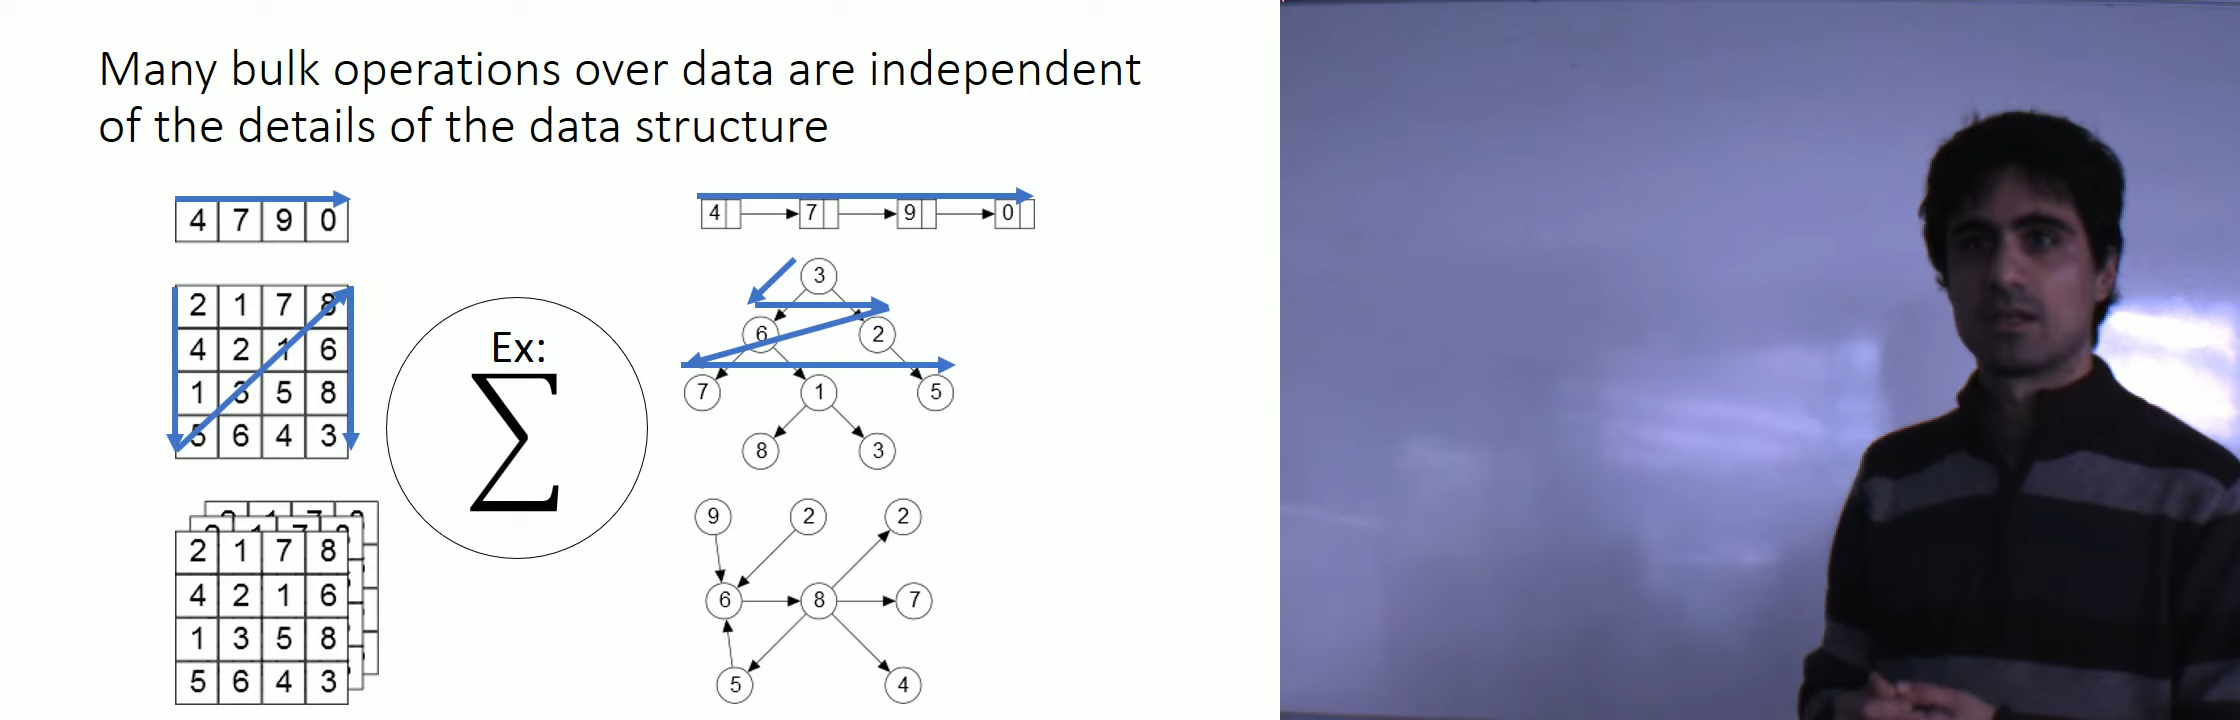 Many bulk operations over data are independent
of the details of the data structure
4 7 9 0
4 7 9 0
2 1 7 8
4 2 1 6
1 3 5 8
5 6 4 3
Ex:
∑
3
6 2
7 1 5
8 3
2 1 7 8
4 2 1 6
1 3 5 8
5 6 4 3
9 2 2
6 8 7
5 4